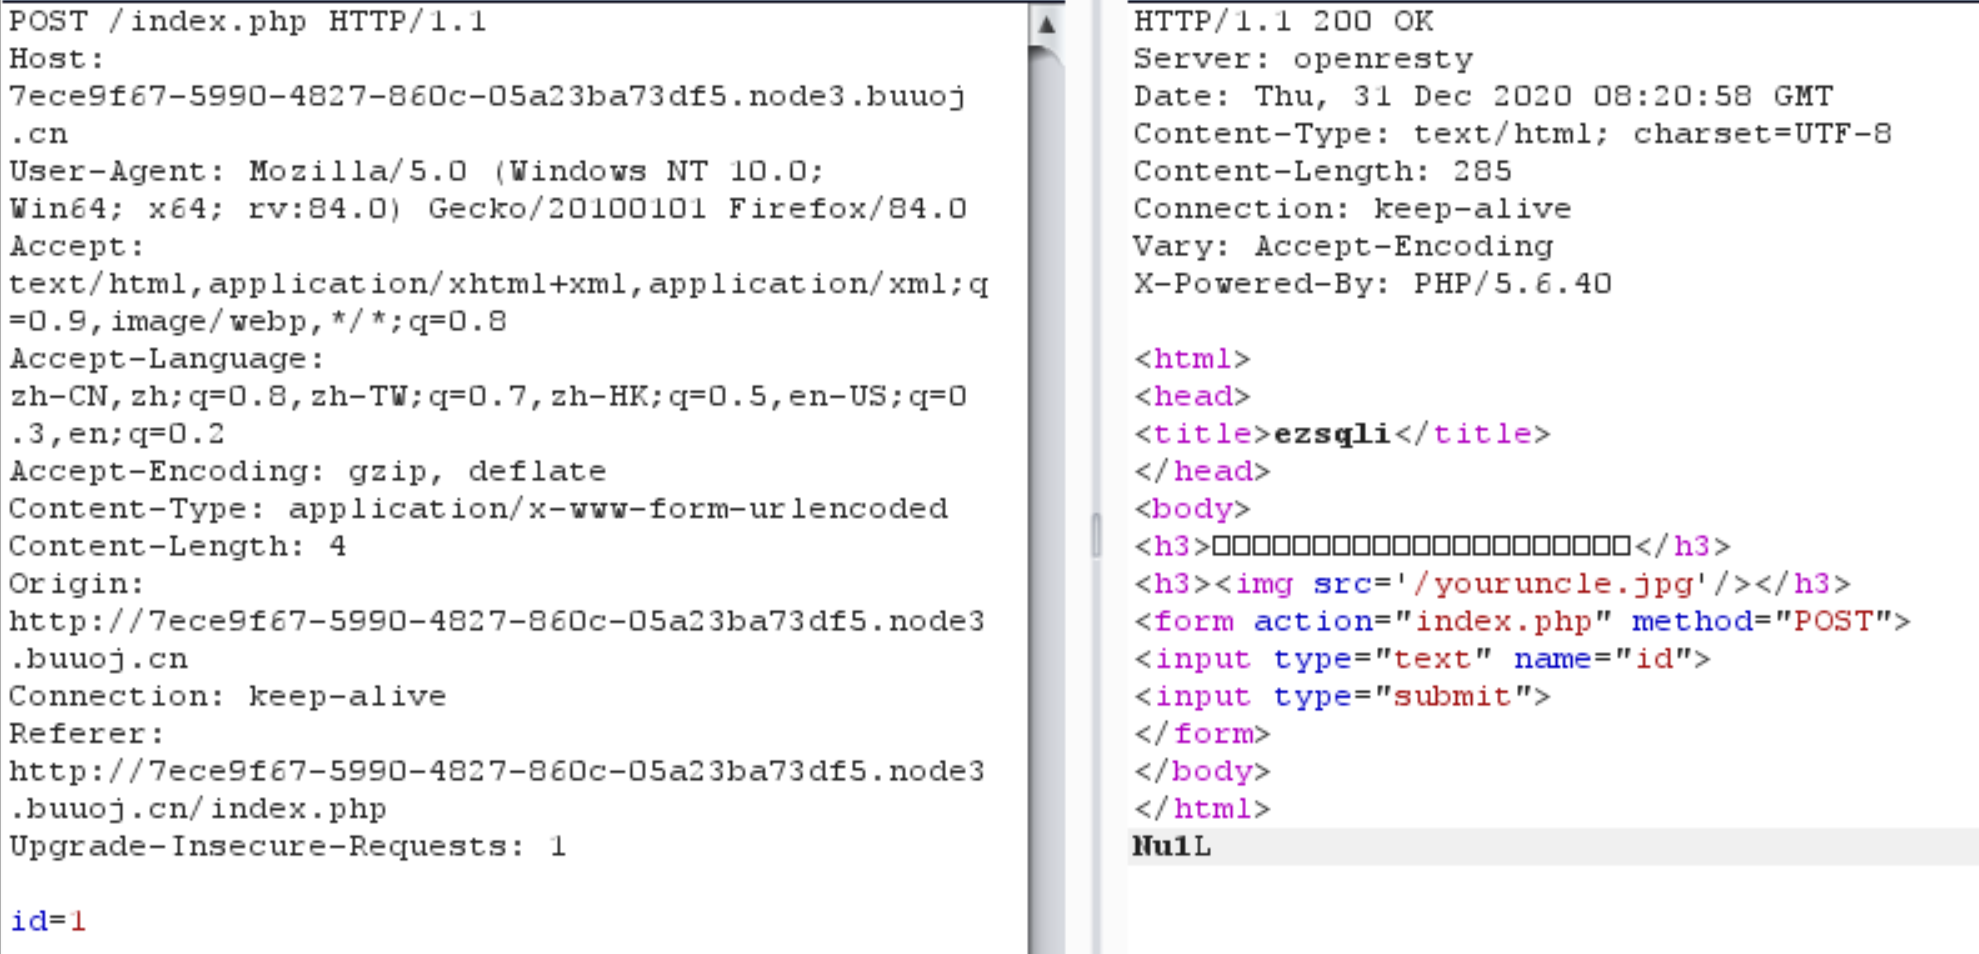 POST /index.php HTTP/1.1
Host:
7ece9f67-5990-4827-860c-05a23ba73df5.node3.buuoj
.cn
User-Agent: Mozilla/5.0 (Windows NT 10.0;
Win64; x64; rv:84.0) Gecko/20100101 Firefox/84.0
Accept:
text/html,application/xhtml+xml,application/xml;q
=0.9,image/webp,*/*;q=0.8
Accept-Language:
zh-CN,zh;q=0.8,zh-TW;q=0.7,zh-HK;q=0.5,en-US;q=0
.3,en;q=0.2
Accept-Encoding: gzip, deflate
Content-Type: application/x-www-form-urlencoded
Content-Length: 4
Origin:
http://7ece9f67-5990-4827-860c-05a23ba73df5.node3
.buuoj.cn
Connection: keep-alive
Referer:
http://7ece9f67-5990-4827-860c-05a23ba73df5.node3
.buuoj.cn/index.php
Upgrade-Insecure-Requests: 1
id=1
HTTP/1.1 200 OK
Server: openresty
Date: Thu, 31 Dec 2020 08:20:58 GMT
Content-Type: text/html; charset=UTF-8
Content-Length: 285
Connection: keep-alive
Vary: Accept-Encoding
X-Powered-By: PHP/5.6.40
<html>
<head>
<title>ezsqli</title>
</head>
<body>
<h3>□□□□□□□□□□□□□□□□□□□□□</h3>
<h3><img src='/youruncle.jpg'/></h3>
<form action="index.php" method="POST">
<input type="text" name="id">
<input type="submit">
</form>
</body>
</html>
Nu1L